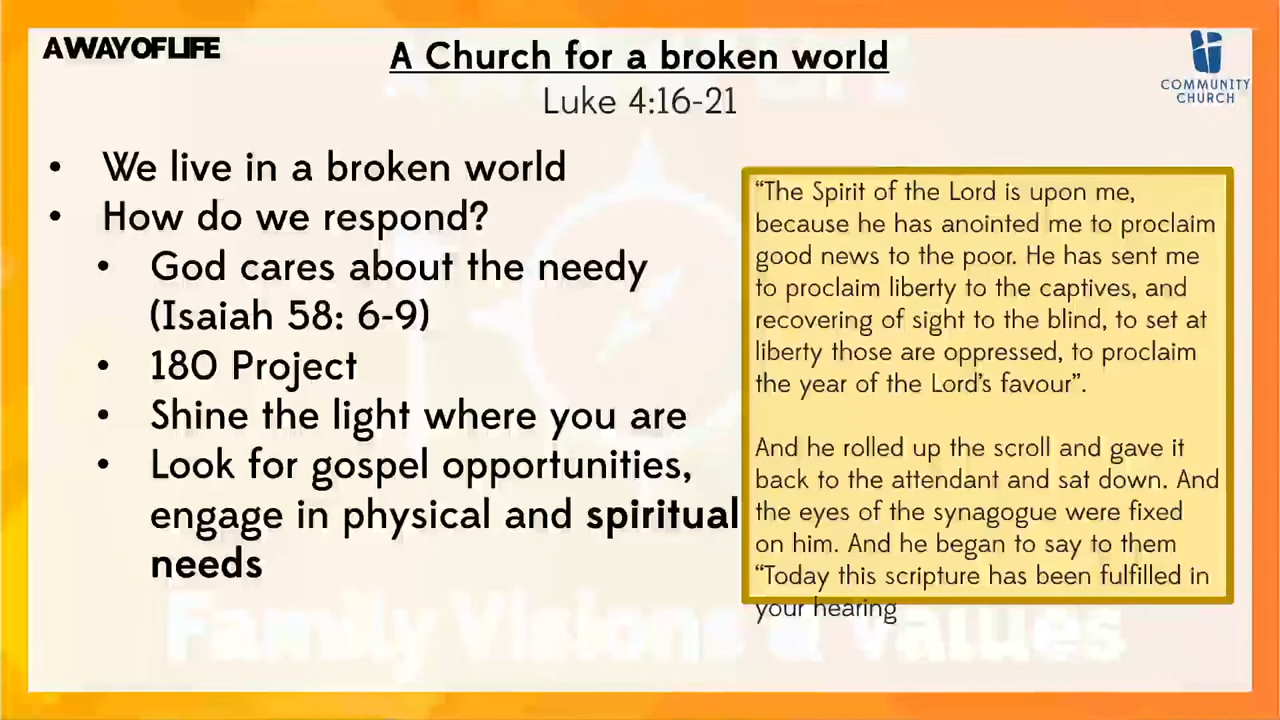 A WAY OF LIFE
A Church for a broken world
Luke 4:16-21
COMMUNITY
CHURCH
• We live in a broken world
• How do we respond?
• God cares about the needy
(Isaiah 58: 6-9)
• 180 Project
• Shine the light where you are
• Look for gospel opportunities,
engage in physical and spiritual
needs
“The Spirit of the Lord is upon me,
because he has anointed me to proclaim
good news to the poor. He has sent me
to proclaim liberty to the captives, and
recovering of sight to the blind, to set at
liberty those are oppressed, to proclaim
the year of the Lord’s favour”.
And he rolled up the scroll and gave it
back to the attendant and sat down. And
the eyes of the synagogue were fixed
on him. And he began to say to them
“Today this scripture has been fulfilled in
your hearing
Family Visions & Values